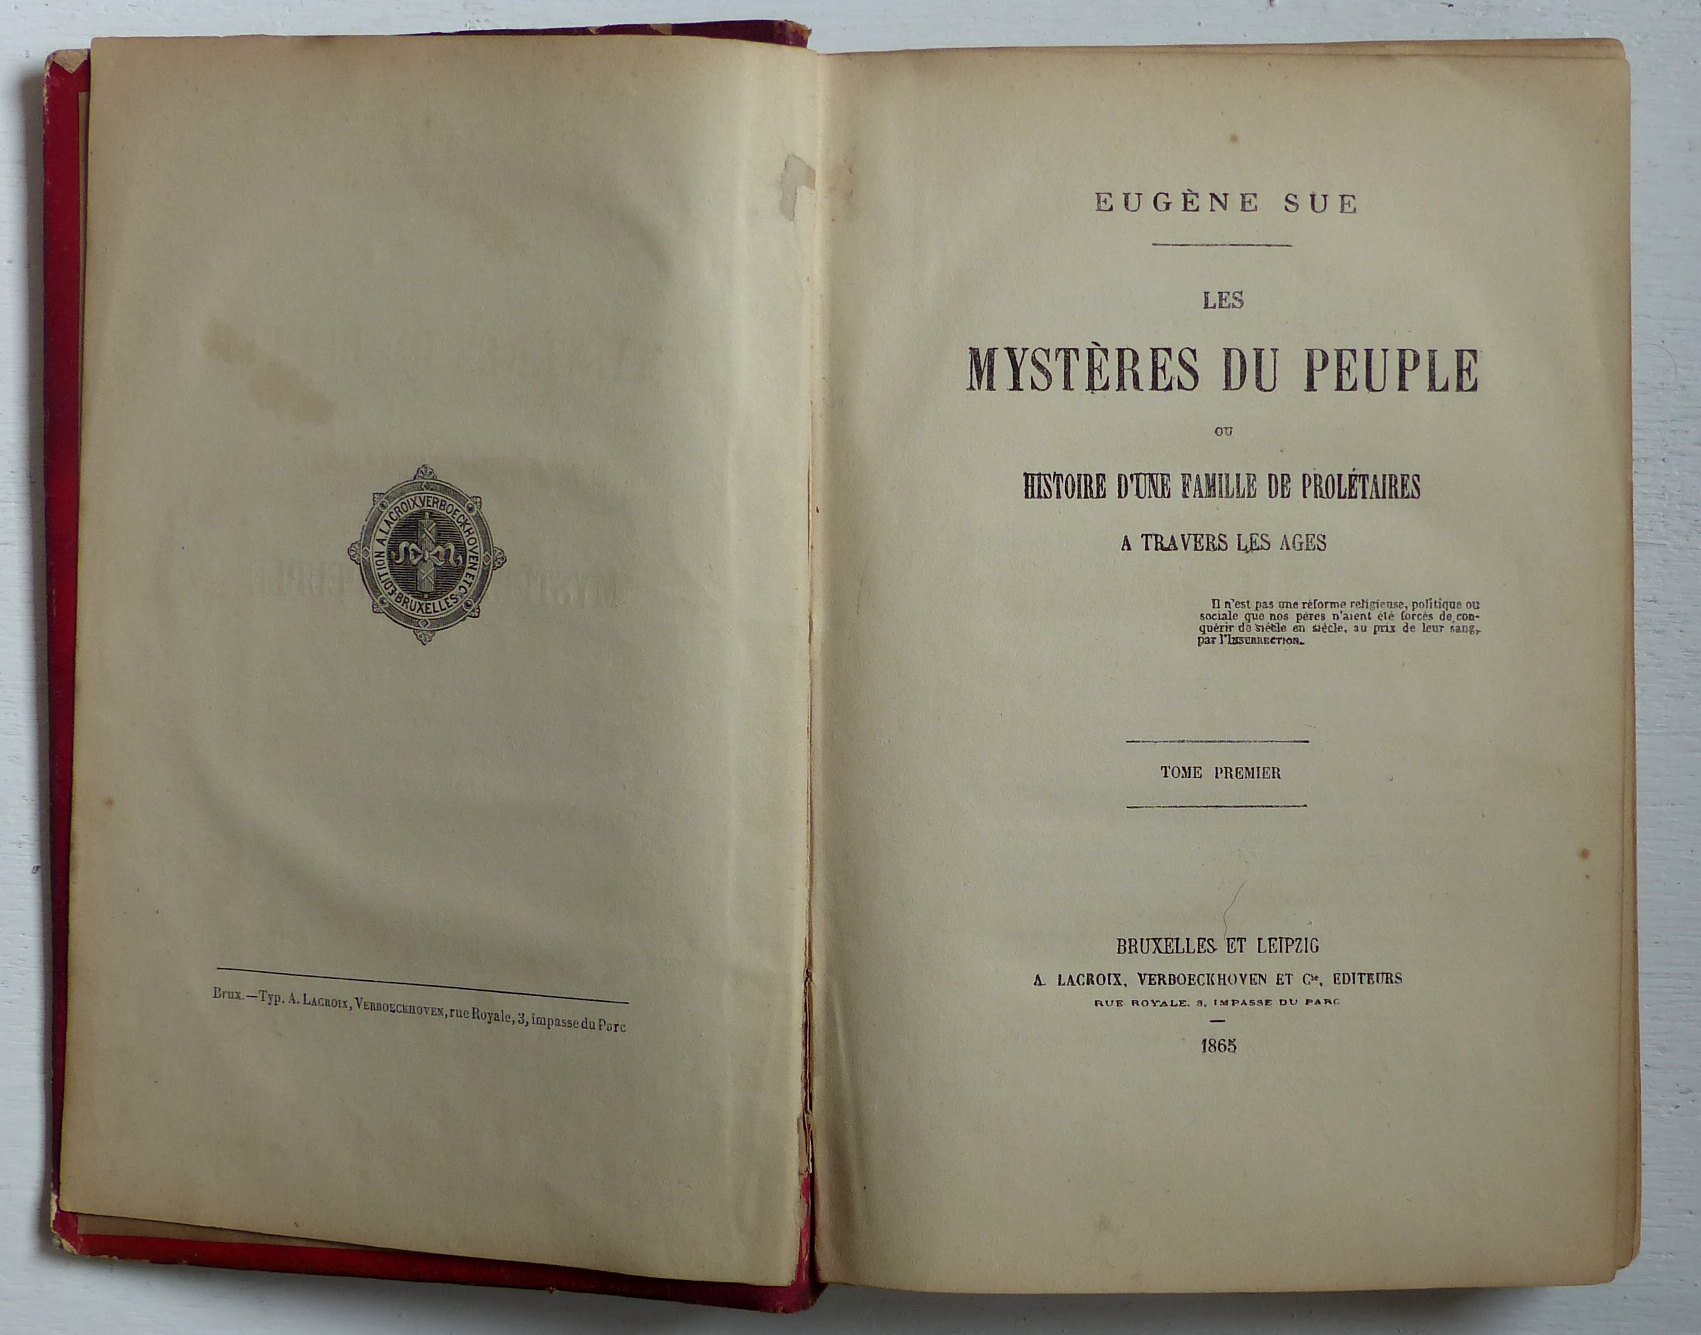 EDITION A LACROIX VERBOECKHOVEN ET Cie
BRUXELLES
Brux.—Typ. A. LACROIX, VERBOECKHOVEN, rue Royale, 3, impasse du Parc
EUGÈNE SUE
LES
MYSTÈRES DU PEUPLE
OU
HISTOIRE D'UNE FAMILLE DE PROLÉTAIRES
A TRAVERS LES AGES
Il n'est pas une réforme religieuse, politique ou
sociale que nos pères n'aient été forcés de con-
quérir de siècle en siècle, au prix de leur sang,
par l'INSURRECTION.
TOME PREMIER
BRUXELLES ET LEIPZIG
A. LACROIX, VERBOECKHOVEN ET Cie, EDITEURS
RUE ROYALE, 3, IMPASSE DU PARC
1865